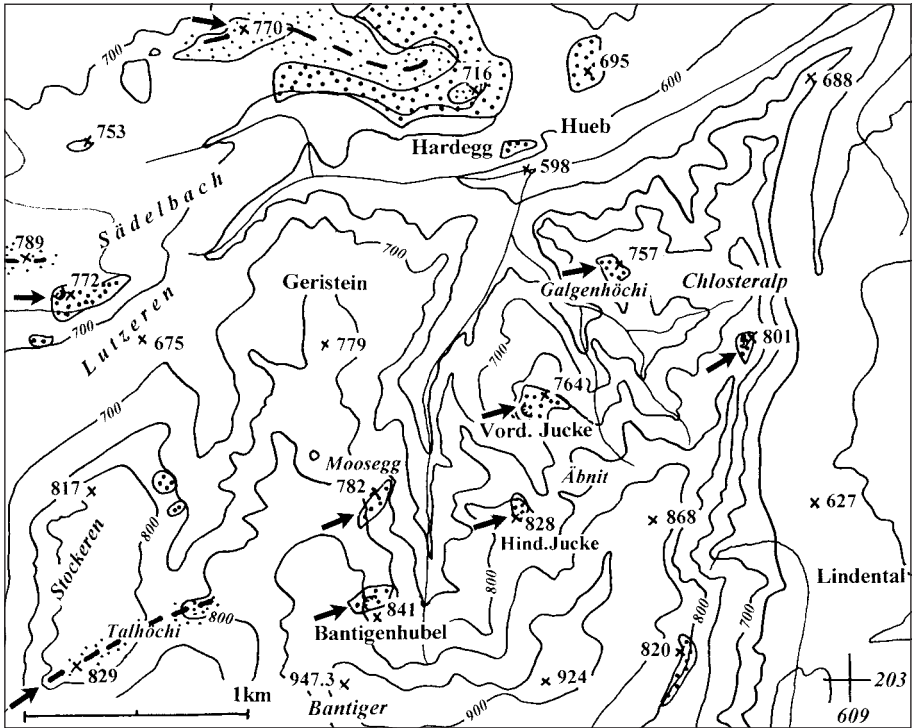 700
770
716
695
600
688
753
Hueb
Hardegg
598
Sädelbach
789
772
700
700
Geristein
757
Galgenhöchi
Chlosteralp
Lutzeren
675
779
700
801
764
700
Vord. Jucke
Moosegg
782
Äbnit
817
800
828
868
627
Hind. Jucke
Stockeren
800
Lindental
Talhöchi
800
841
Bantigenhubel
829
820
800
700
1km
947.3
924
203
Bantiger
900
609